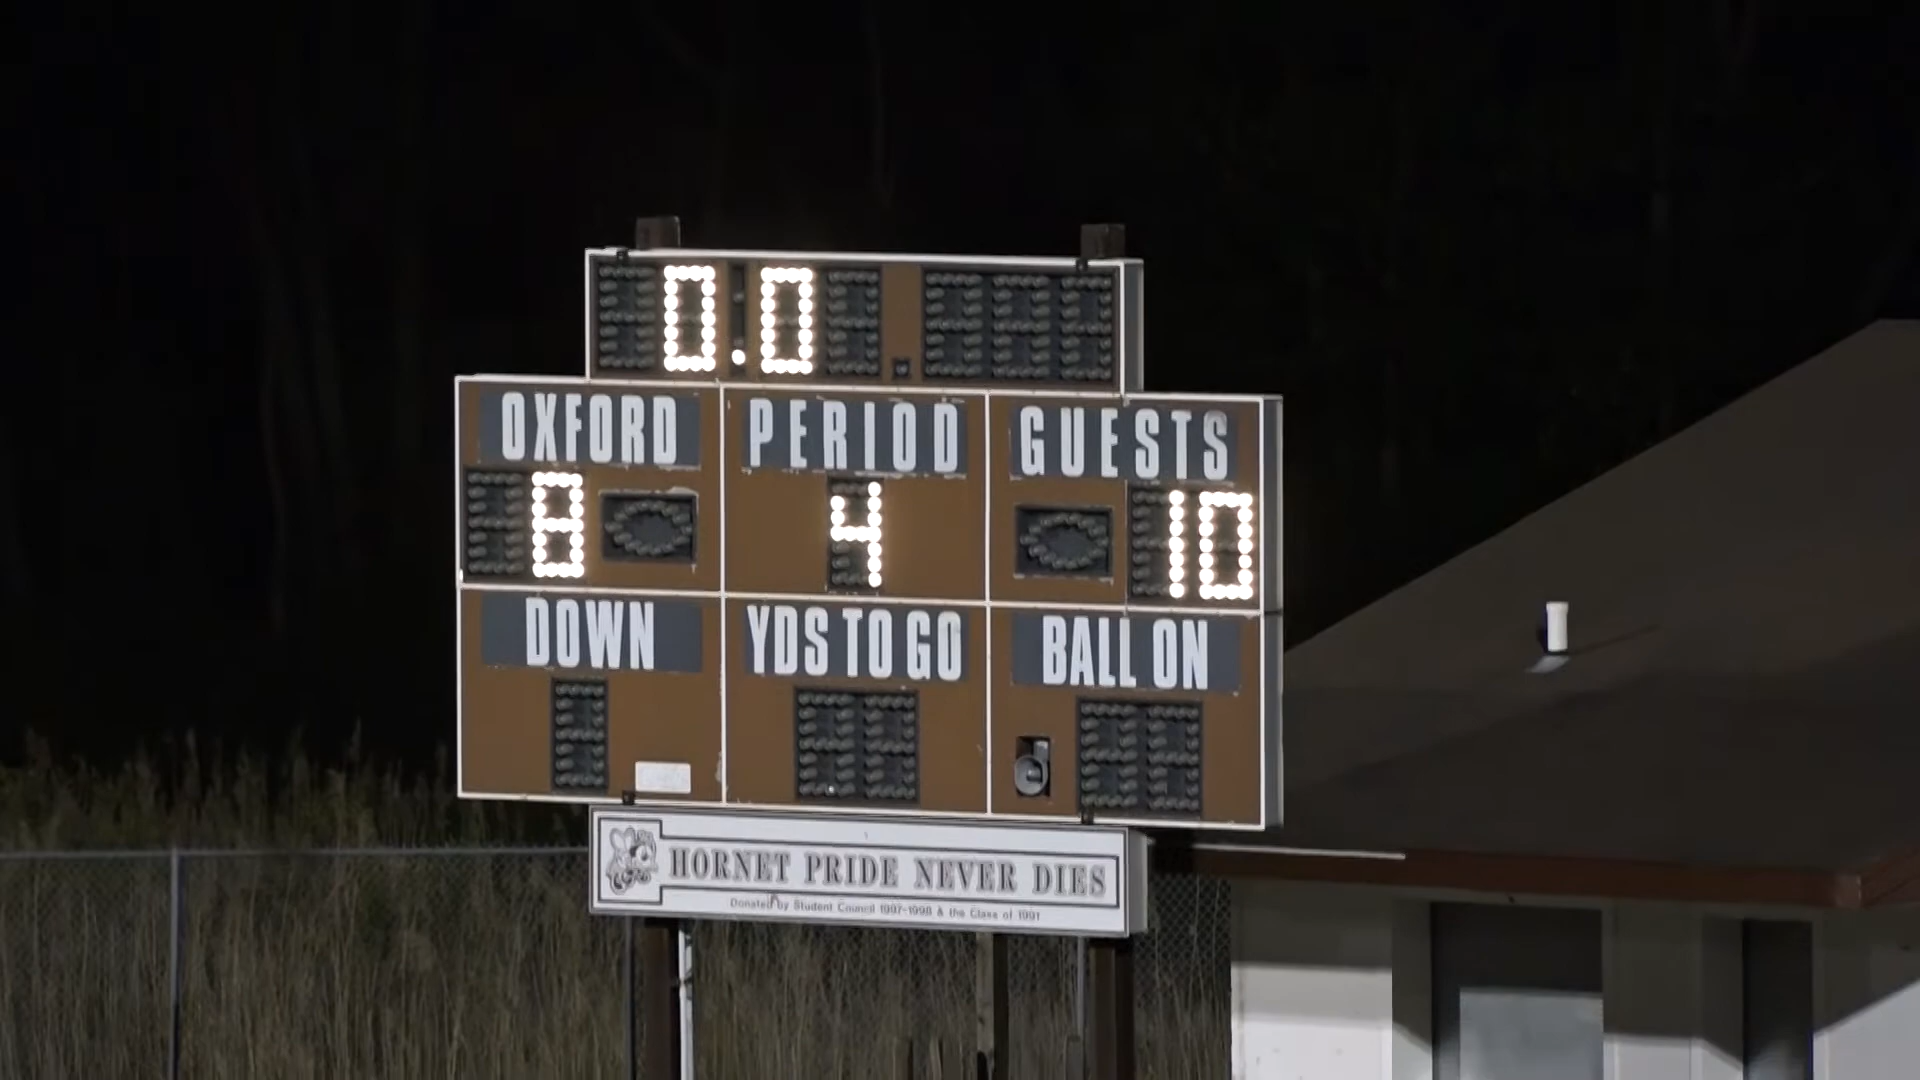 0.0
OXFORD PERIOD GUESTS
8 4 10
DOWN YDS TO GO BALL ON
HORNET PRIDE NEVER DIES
Donated by Student Council 1997-1998 & the Class of 1991